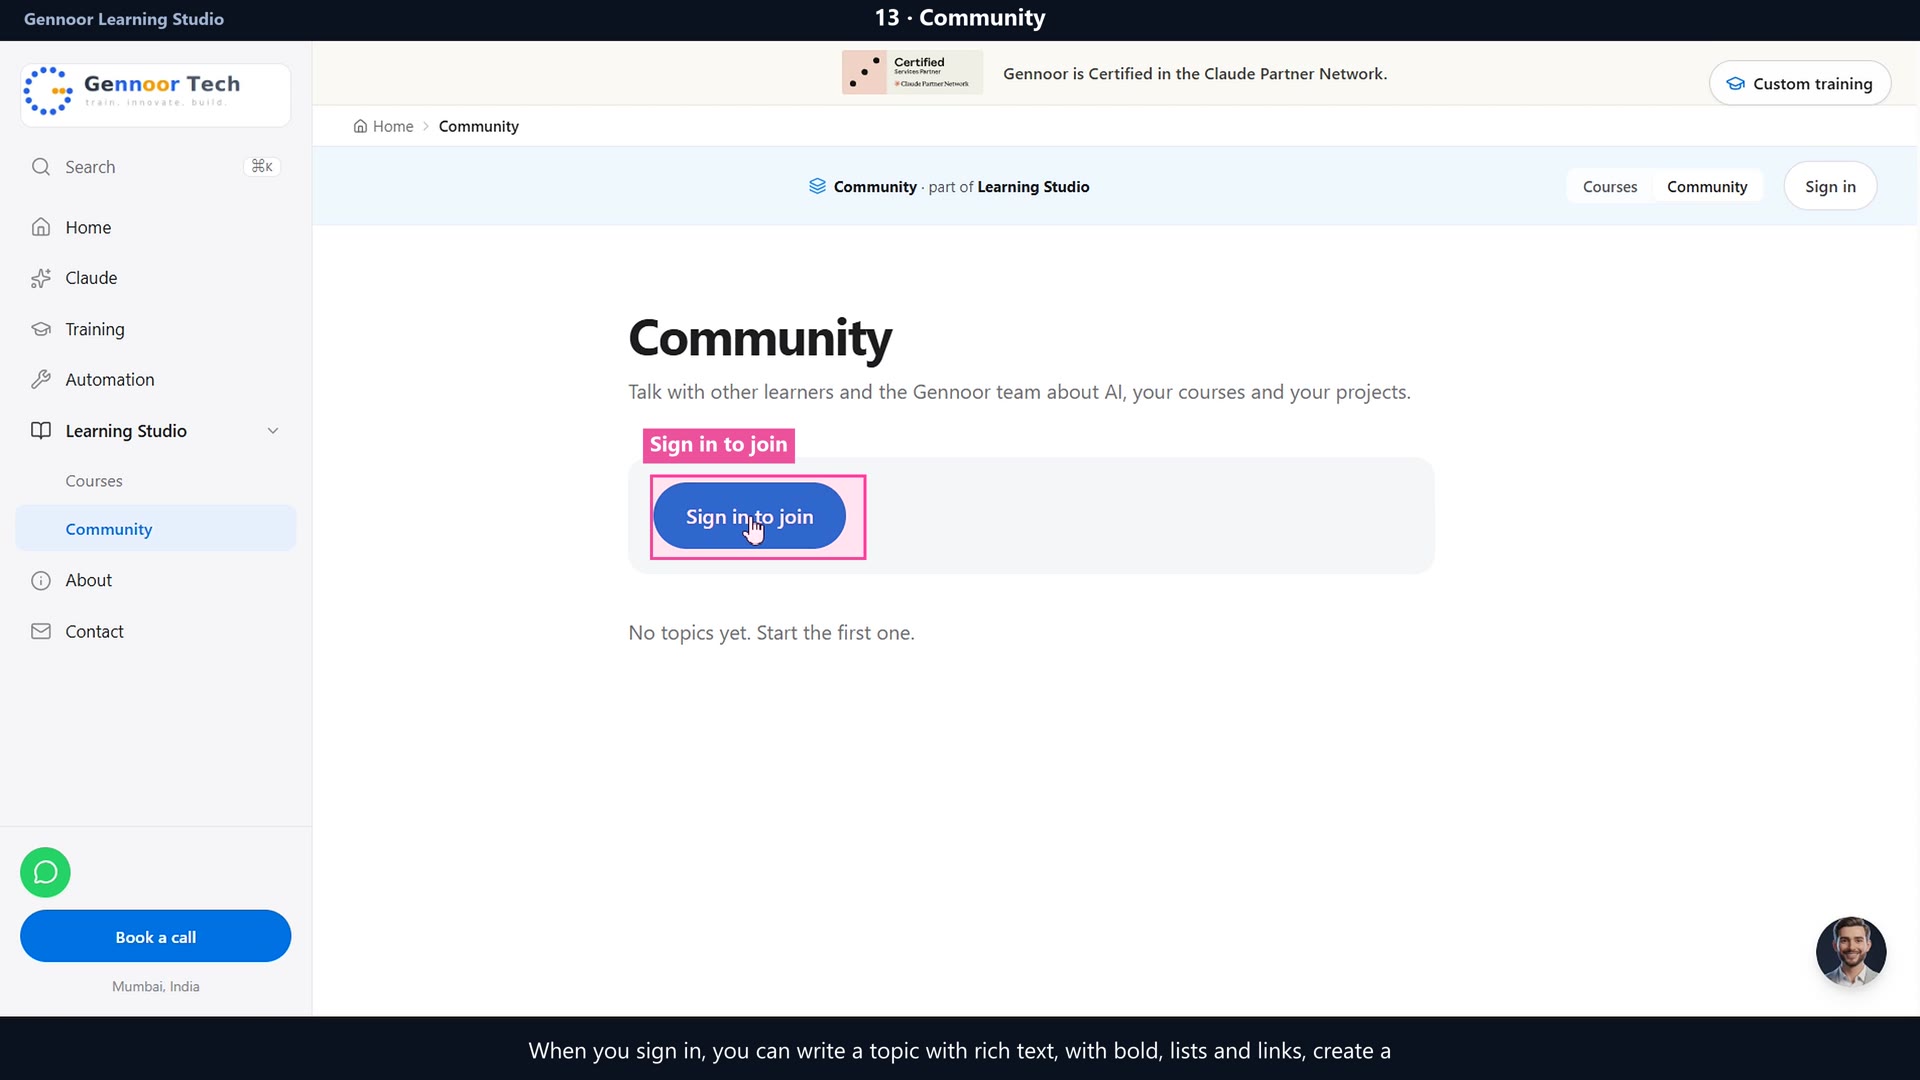 Gennoor Learning Studio
13 · Community
Gennoor Tech
train. innovate. build.
Certified
Services Partner
Claude Partner Network
Gennoor is Certified in the Claude Partner Network.
Custom training
Search
⌘K
Home
Claude
Training
Automation
Learning Studio
Courses
Community
About
Contact
Book a call
Mumbai, India
Home > Community
Community · part of Learning Studio
Courses
Community
Sign in
Community
Talk with other learners and the Gennoor team about AI, your courses and your projects.
Sign in to join
Sign in to join
No topics yet. Start the first one.
When you sign in, you can write a topic with rich text, with bold, lists and links, create a